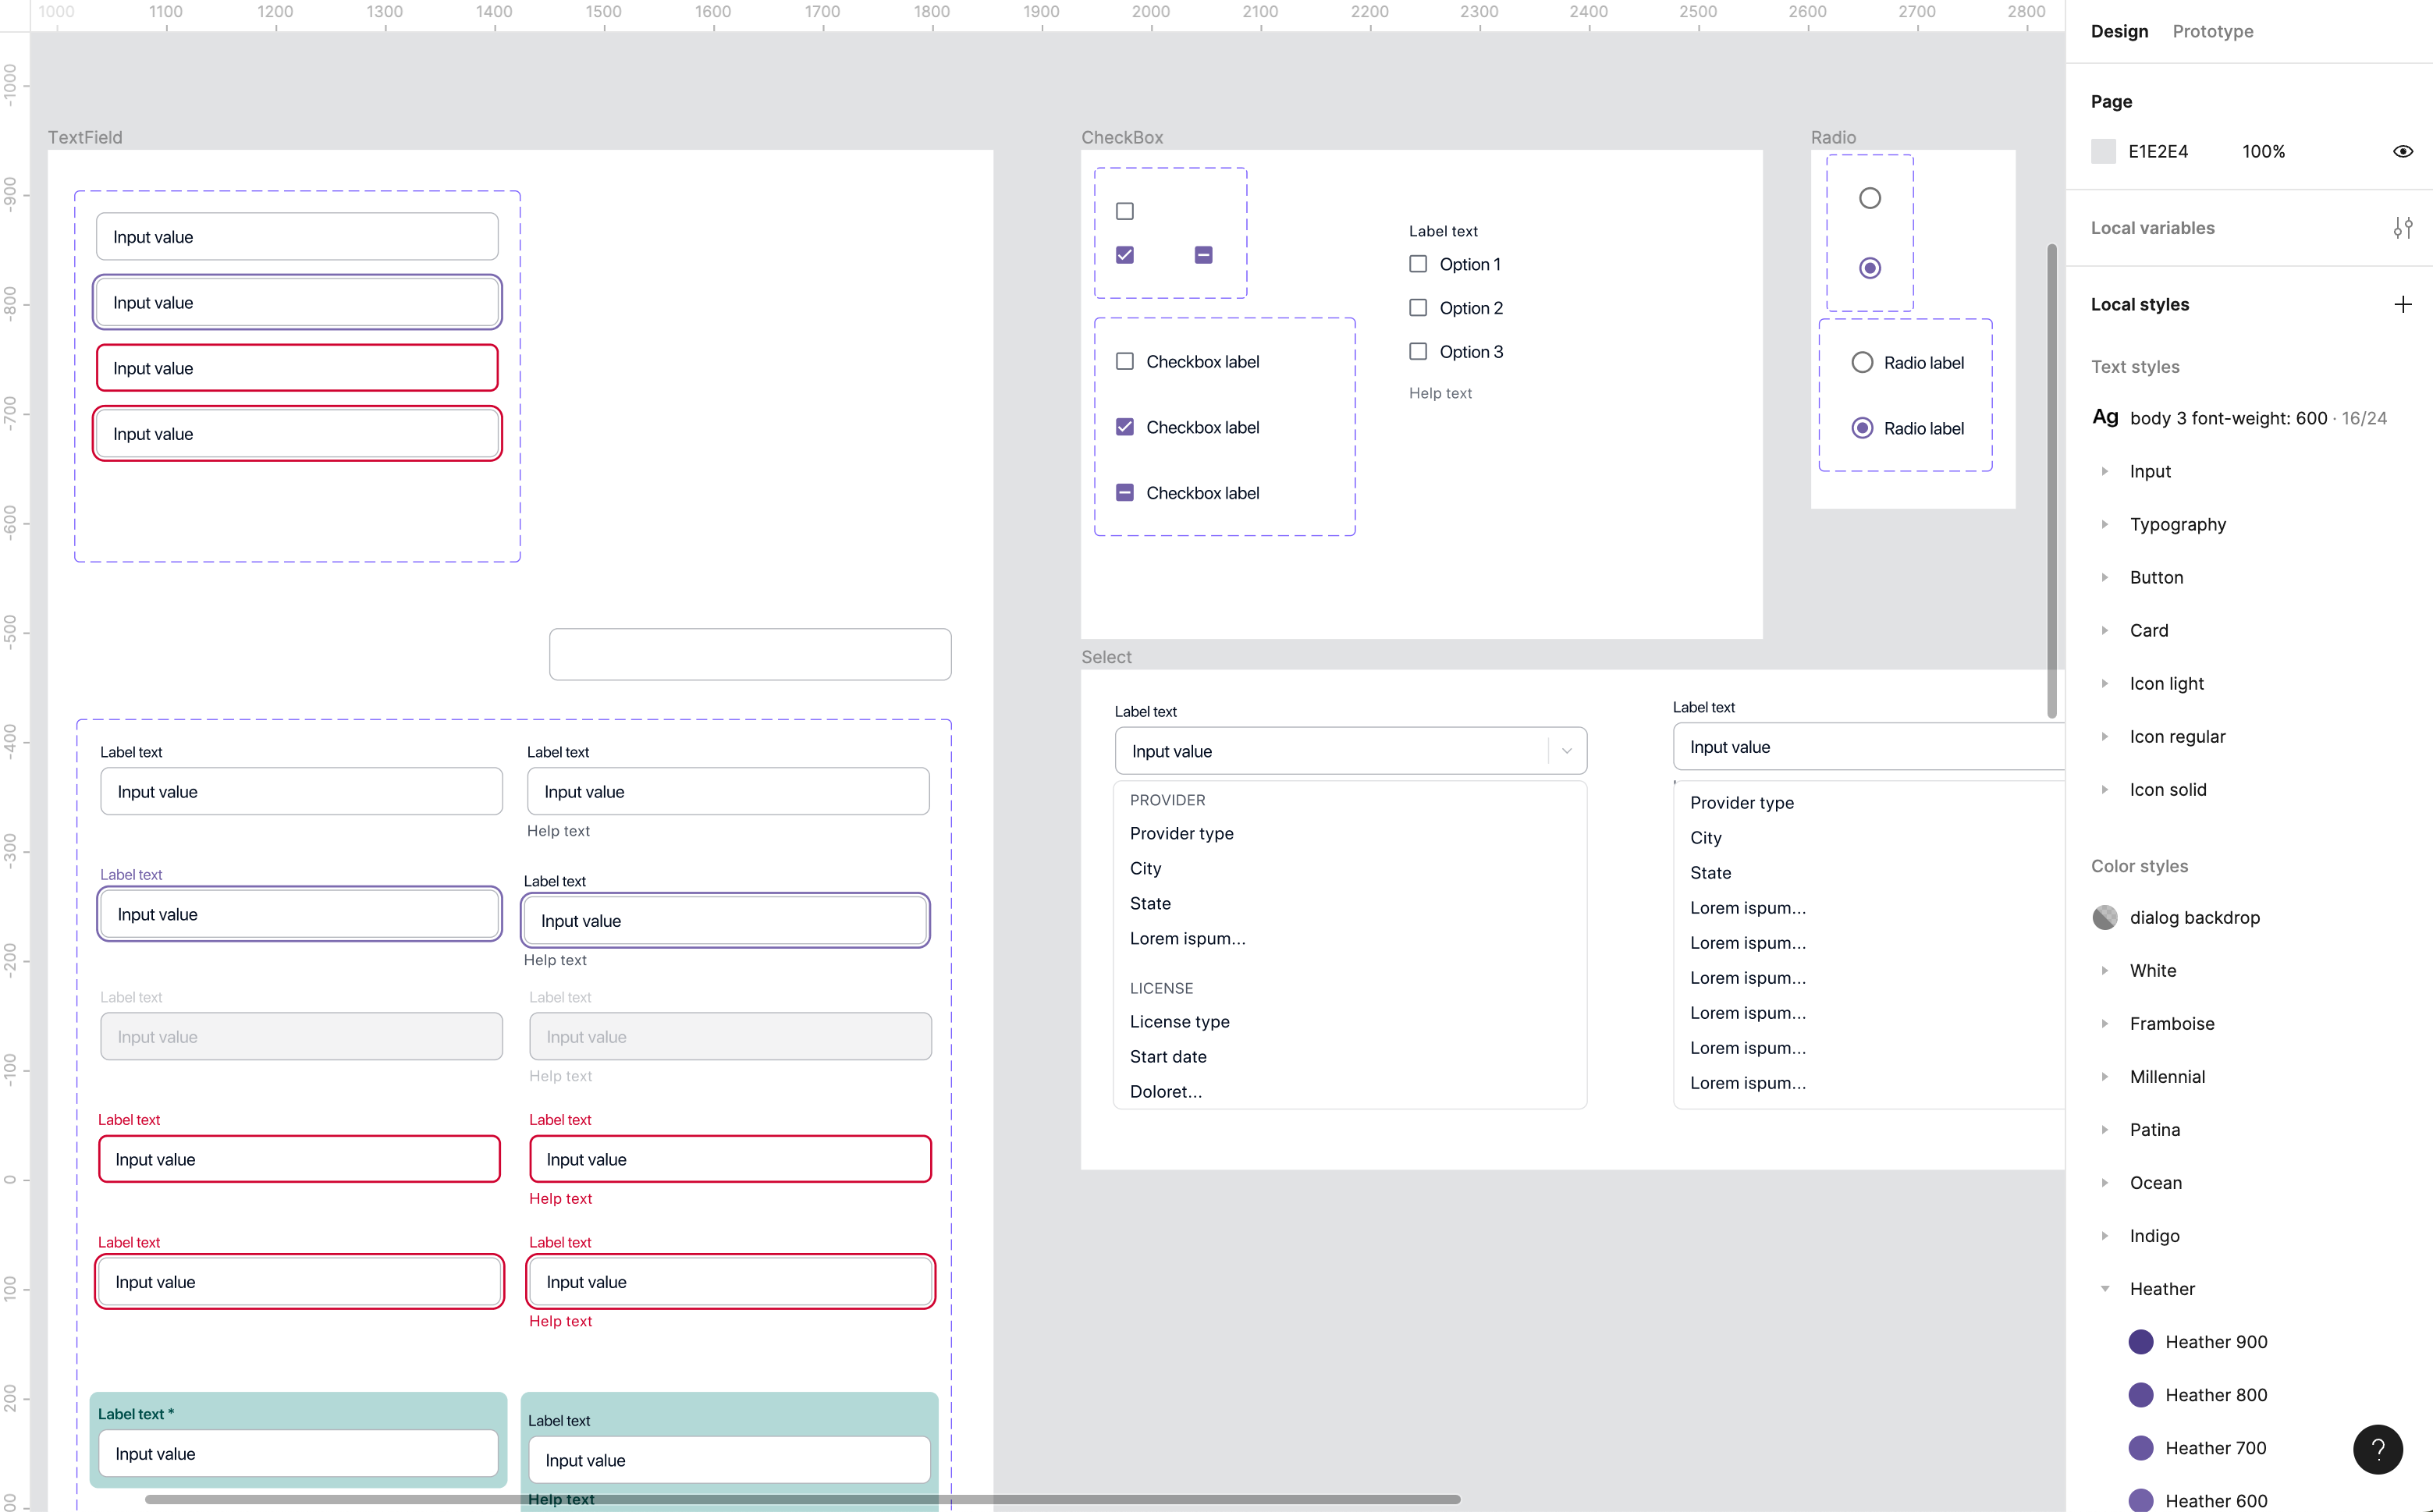 1000 1100 1200 1300 1400 1500 1600 1700 1800 1900 2000 2100 2200 2300 2400 2500 2600 2700 2800
-1000
-900
-800
-700
-600
-500
-400
-300
-200
-100
0
100
200
TextField
Input value
Input value
Input value
Input value
Label text
Input value
Label text
Input value
Help text
Label text
Input value
Label text
Input value
Help text
Label text
Input value
Label text
Input value
Help text
Label text
Input value
Label text
Input value
Help text
Label text
Input value
Label text
Input value
Help text
Label text *
Input value
Label text
Input value
Help text
CheckBox
Checkbox label
Checkbox label
Checkbox label
Label text
Option 1
Option 2
Option 3
Help text
Radio
Radio label
Radio label
Select
Label text
Input value
PROVIDER
Provider type
City
State
Lorem ispum...
LICENSE
License type
Start date
Doloret...
Label text
Input value
Provider type
City
State
Lorem ispum...
Lorem ispum...
Lorem ispum...
Lorem ispum...
Lorem ispum...
Lorem ispum...
Design Prototype
Page
E1E2E4 100%
Local variables
Local styles
Text styles
Ag body 3 font-weight: 600 · 16/24
Input
Typography
Button
Card
Icon light
Icon regular
Icon solid
Color styles
dialog backdrop
White
Framboise
Millennial
Patina
Ocean
Indigo
Heather
Heather 900
Heather 800
Heather 700
Heather 600
?